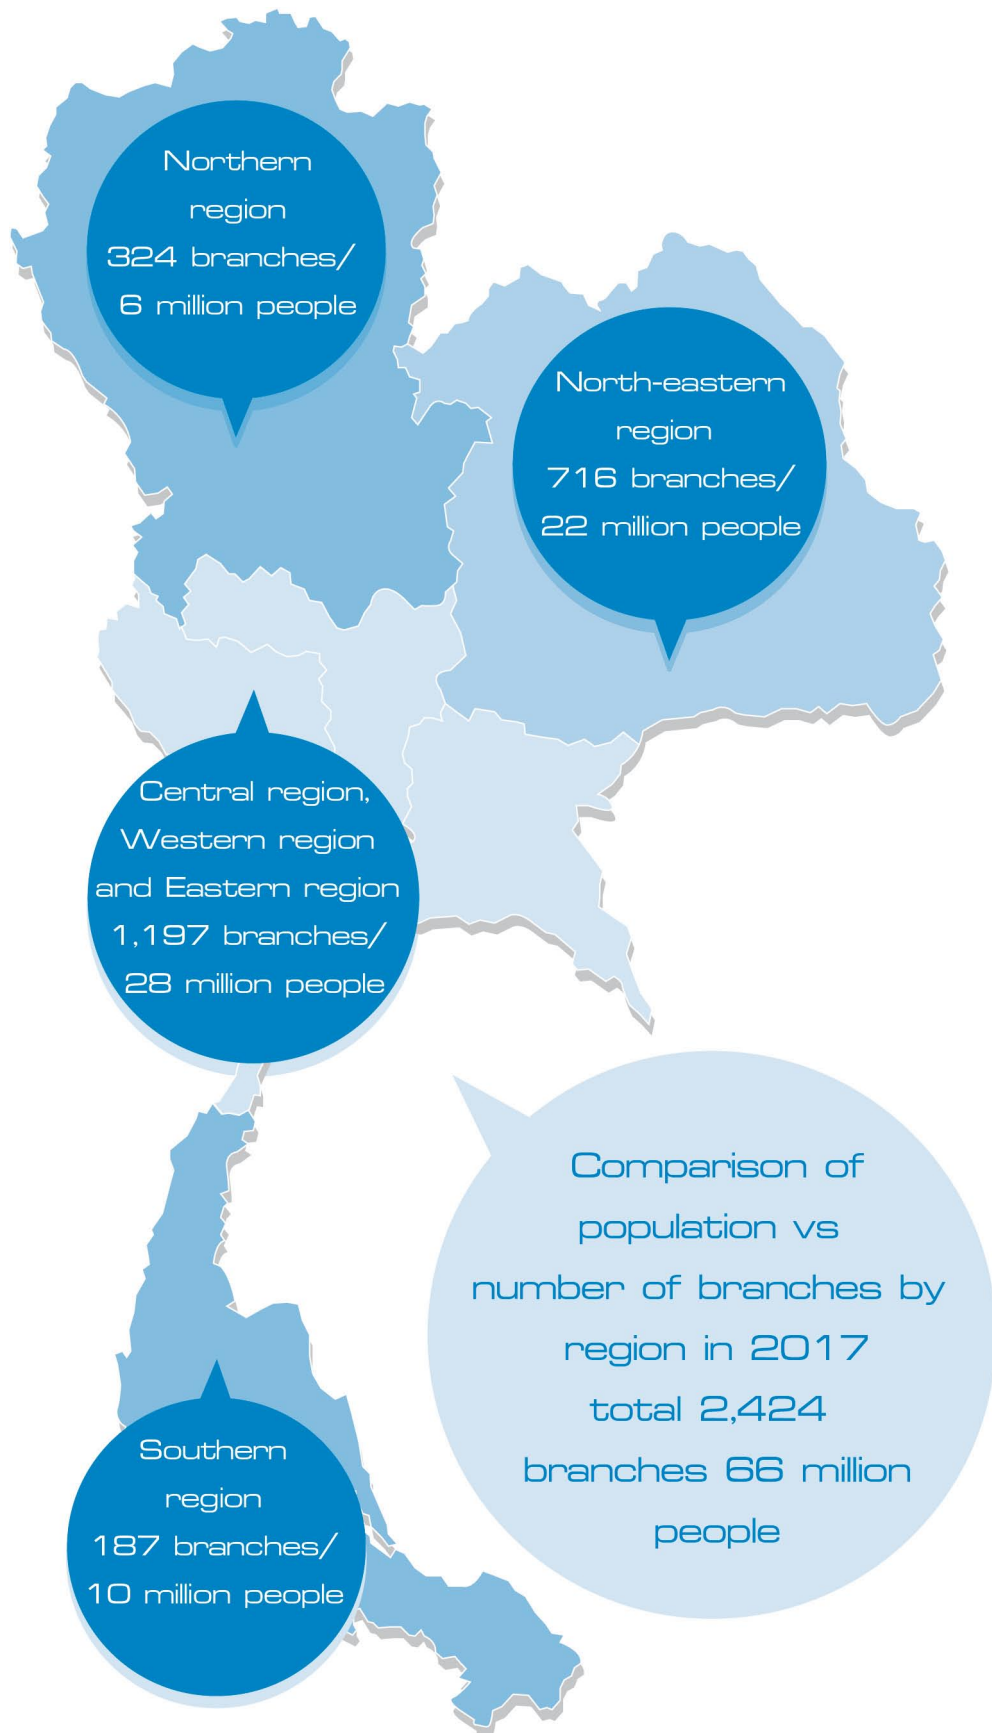 Northern
region
324 branches/
6 million people
North-eastern
region
716 branches/
22 million people
Central region,
Western region
and Eastern region
1,197 branches/
28 million people
Comparison of
population vs
number of branches by
region in 2017
total 2,424
branches 66 million
people
Southern
region
187 branches/
10 million people